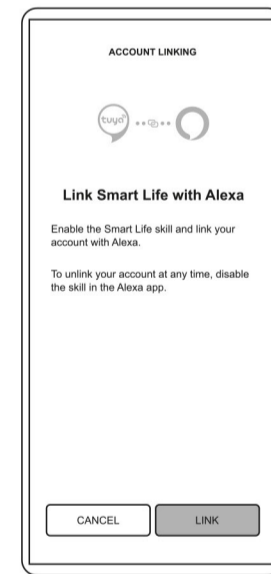 ACCOUNT LINKING
tuya
Link Smart Life with Alexa
Enable the Smart Life skill and link your
account with Alexa.
To unlink your account at any time, disable
the skill in the Alexa app.
CANCEL
LINK